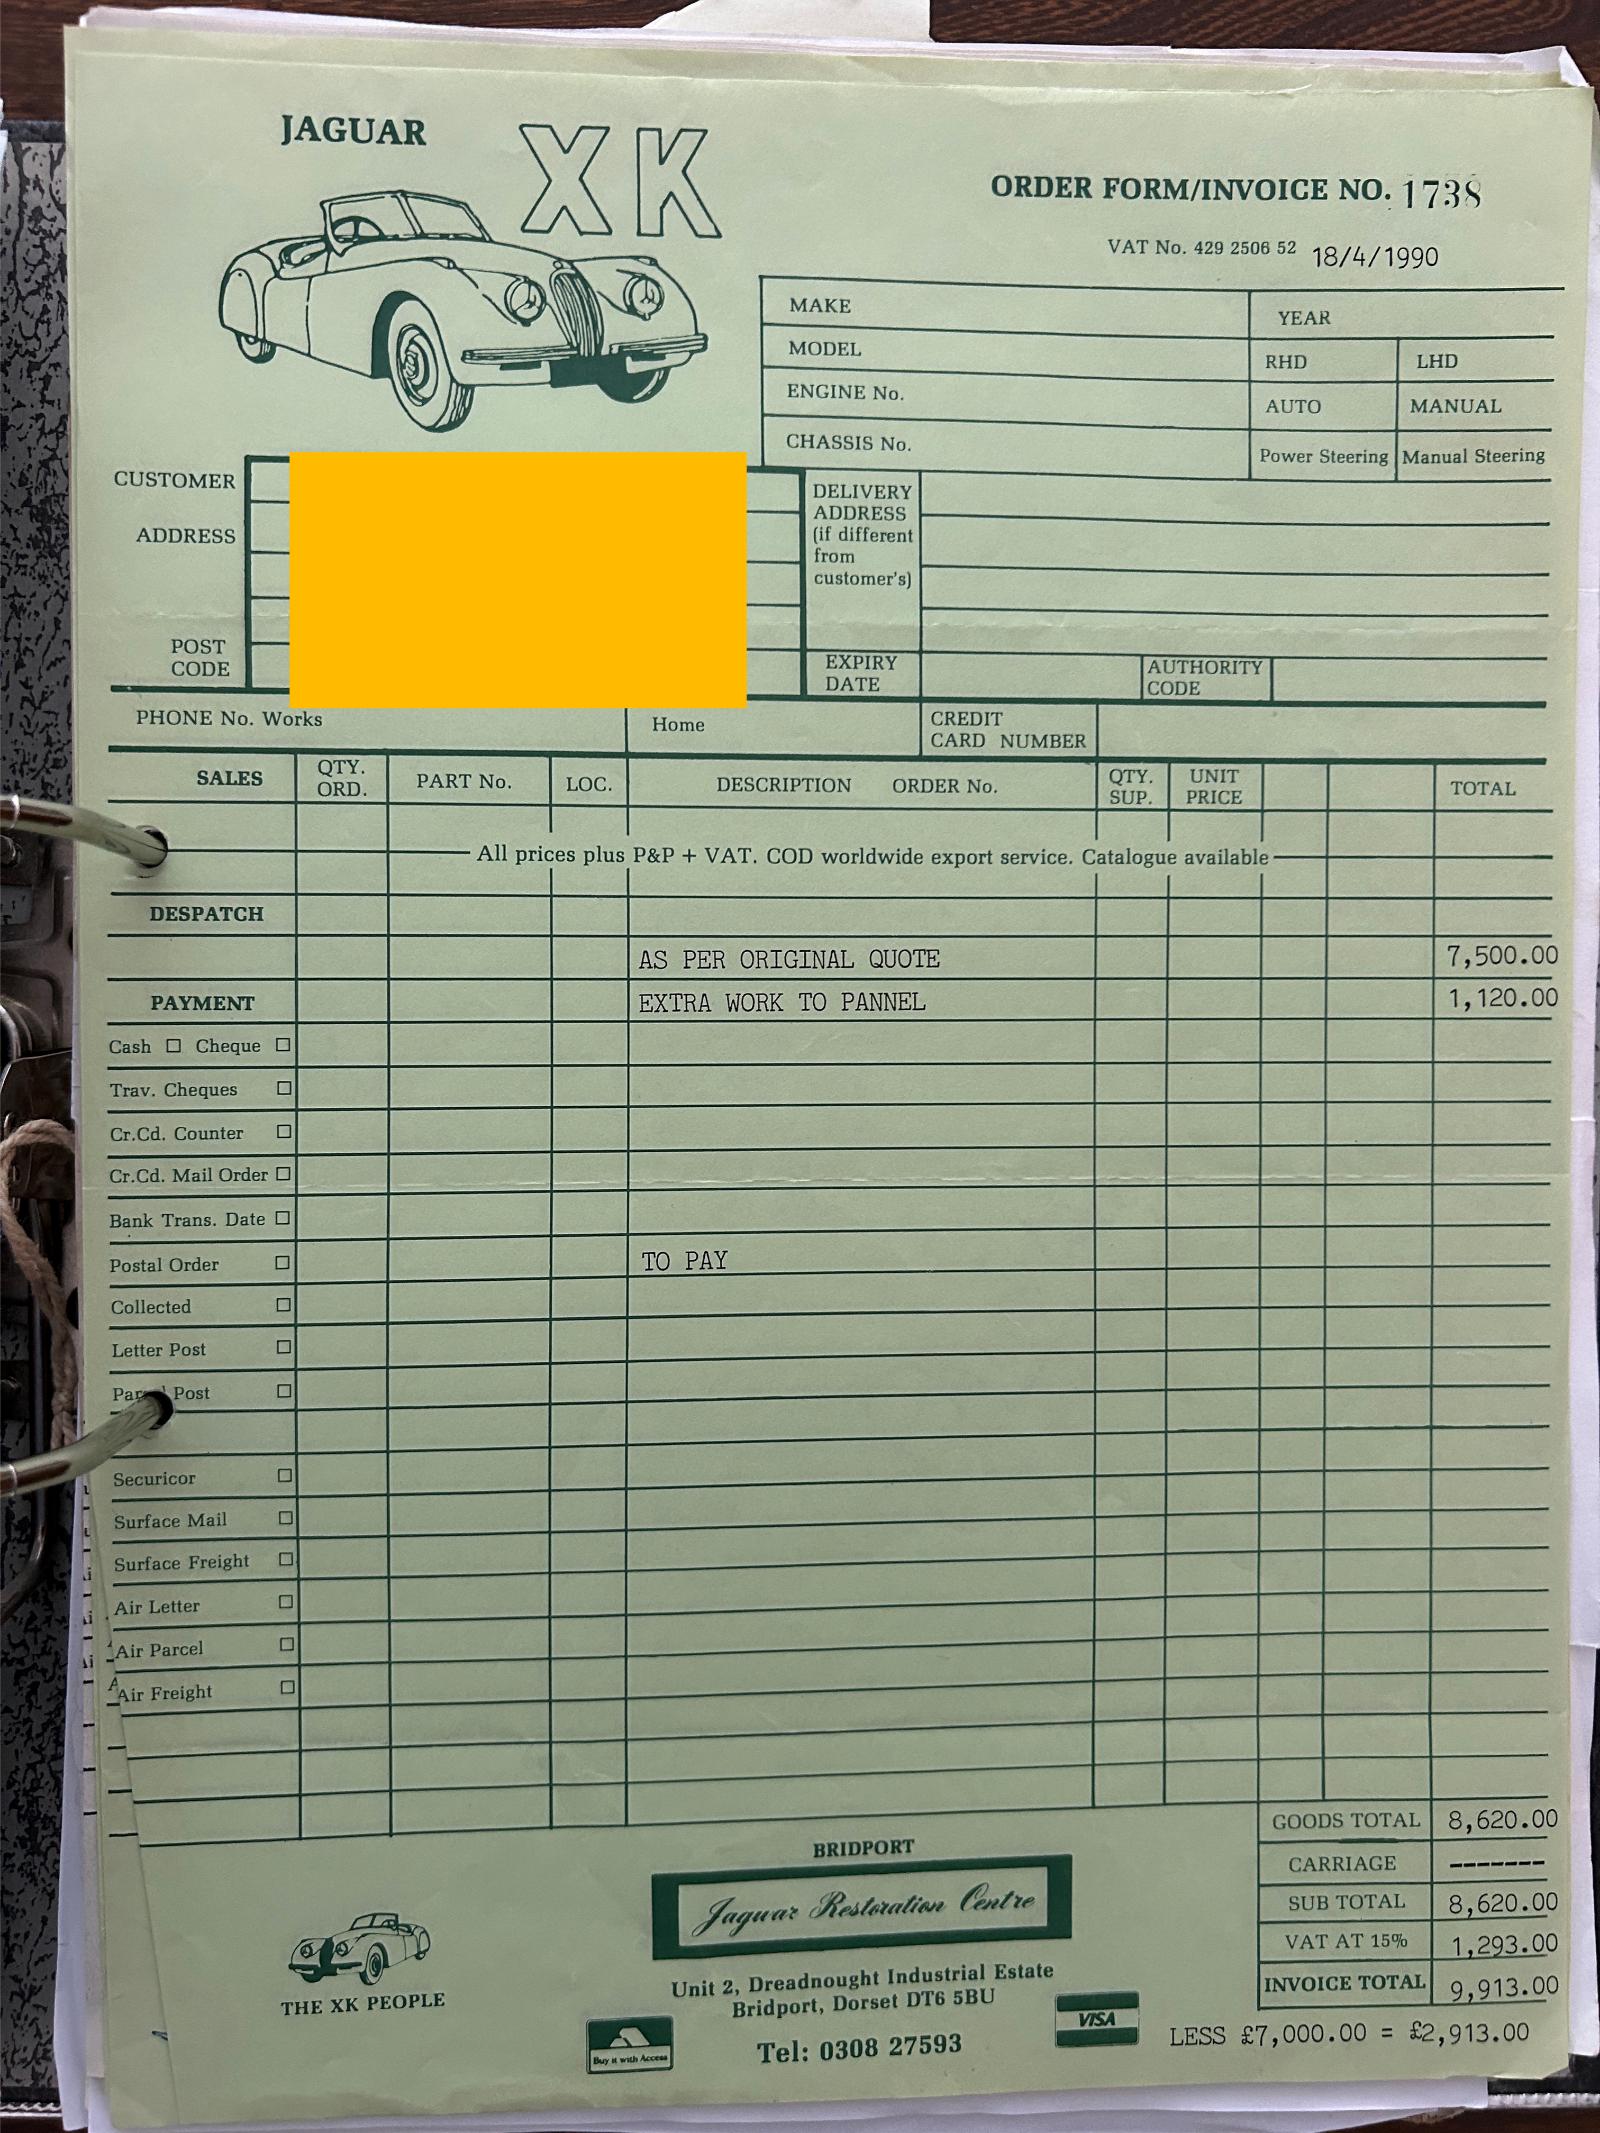 JAGUAR XK
ORDER FORM/INVOICE NO. 1738
VAT No. 429 2506 52 18/4/1990
MAKE YEAR
MODEL RHD LHD
ENGINE No. AUTO MANUAL
CHASSIS No. Power Steering Manual Steering
CUSTOMER
ADDRESS
POST
CODE
DELIVERY
ADDRESS
(if different
from
customer's)
EXPIRY
DATE
AUTHORITY
CODE
PHONE No. Works Home
CREDIT
CARD NUMBER
SALES QTY. ORD. PART No. LOC. DESCRIPTION ORDER No. QTY. SUP. UNIT PRICE TOTAL
All prices plus P&P + VAT. COD worldwide export service. Catalogue available
DESPATCH
AS PER ORIGINAL QUOTE 7,500.00
PAYMENT EXTRA WORK TO PANNEL 1,120.00
Cash Cheque
Trav. Cheques
Cr.Cd. Counter
Cr.Cd. Mail Order
Bank Trans. Date
Postal Order TO PAY
Collected
Letter Post
Post
Securicor
Surface Mail
Surface Freight
Air Letter
Air Parcel
Air Freight
GOODS TOTAL 8,620.00
CARRIAGE -------
SUB TOTAL 8,620.00
VAT AT 15% 1,293.00
INVOICE TOTAL 9,913.00
LESS £7,000.00 = £2,913.00
BRIDPORT
Jaguar Restoration Centre
Unit 2, Dreadnought Industrial Estate
Bridport, Dorset DT6 5BU
Tel: 0308 27593
THE XK PEOPLE
Buy it with Access
VISA